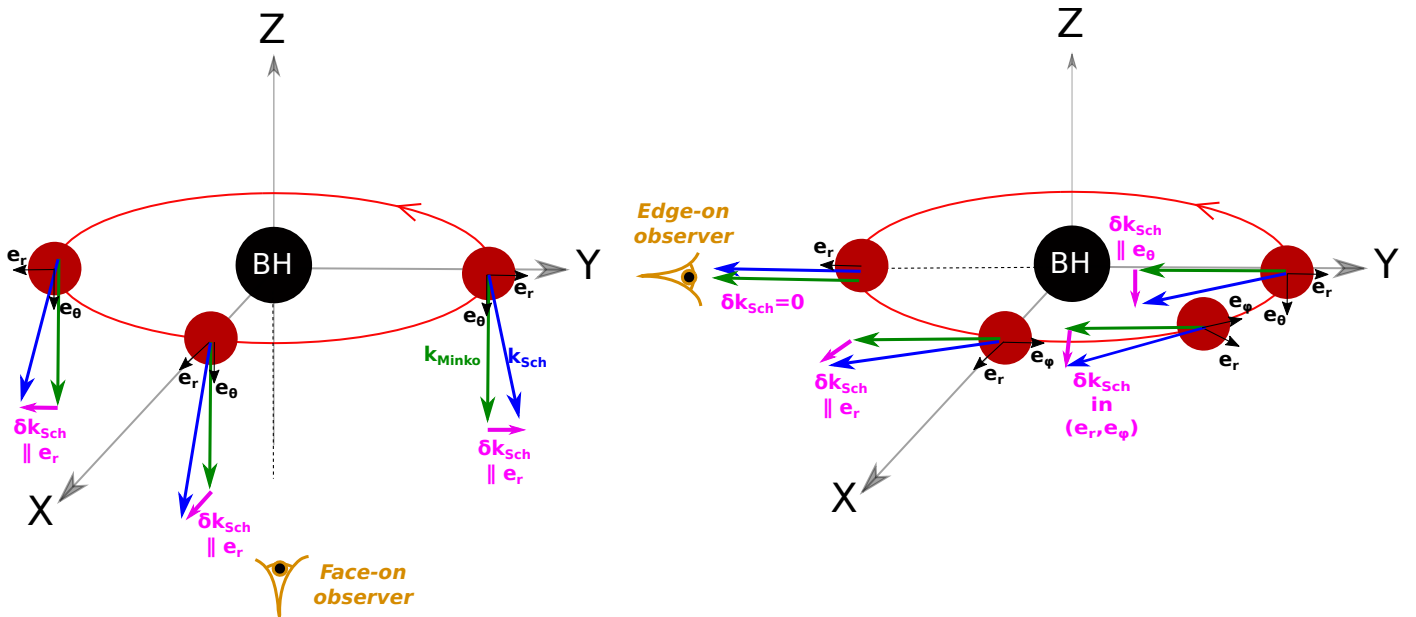 Z
BH
Y
X
e_r
e_θ
e_r
e_θ
e_r
e_θ
k_Minko
k_Sch
δk_Sch
∥ e_r
δk_Sch
∥ e_r
δk_Sch
∥ e_r
Face-on
observer
Z
BH
Y
X
Edge-on
observer
e_r
δk_Sch=0
δk_Sch
∥ e_θ
e_r
e_θ
e_φ
e_r
e_φ
e_r
δk_Sch
∥ e_r
δk_Sch
in
(e_r,e_φ)